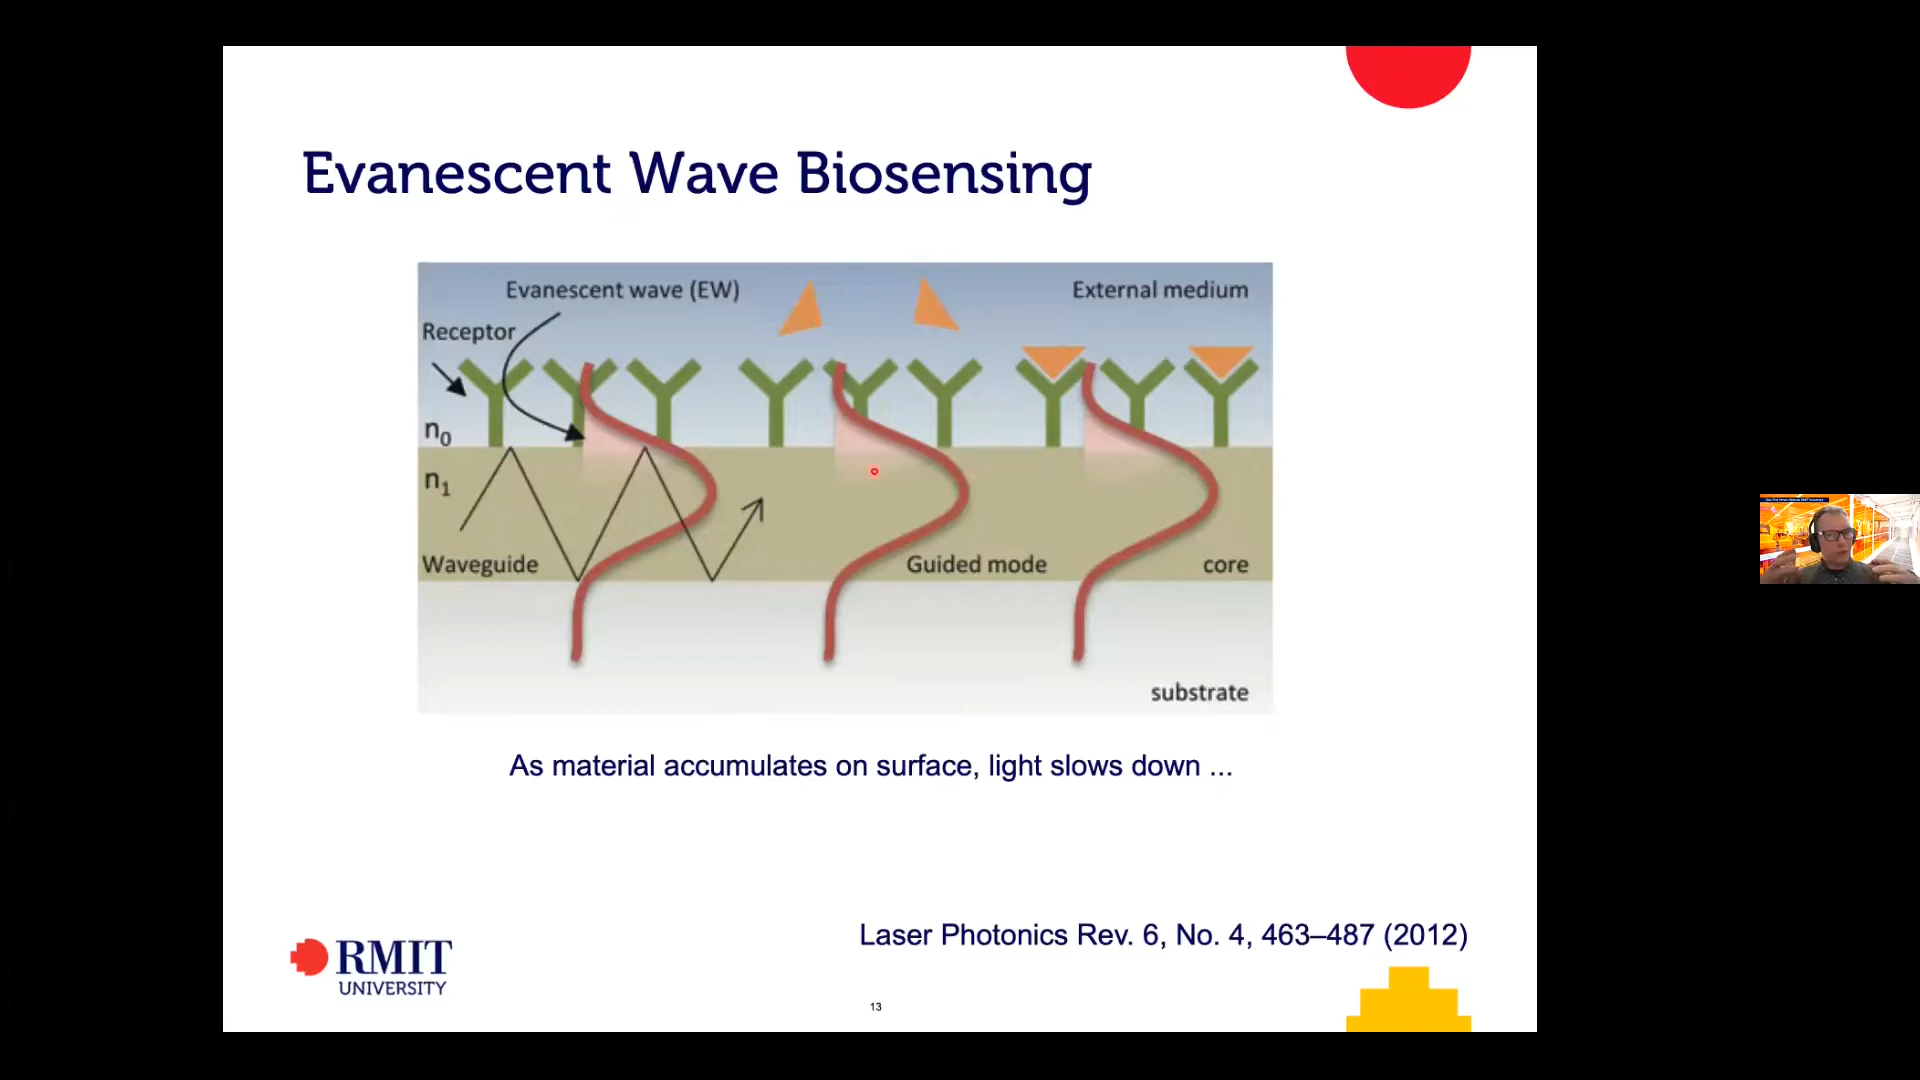 Evanescent Wave Biosensing
Evanescent wave (EW)
External medium
Receptor
n0
n1
Waveguide
Guided mode
core
substrate
As material accumulates on surface, light slows down ...
Laser Photonics Rev. 6, No. 4, 463–487 (2012)
RMIT
UNIVERSITY
13